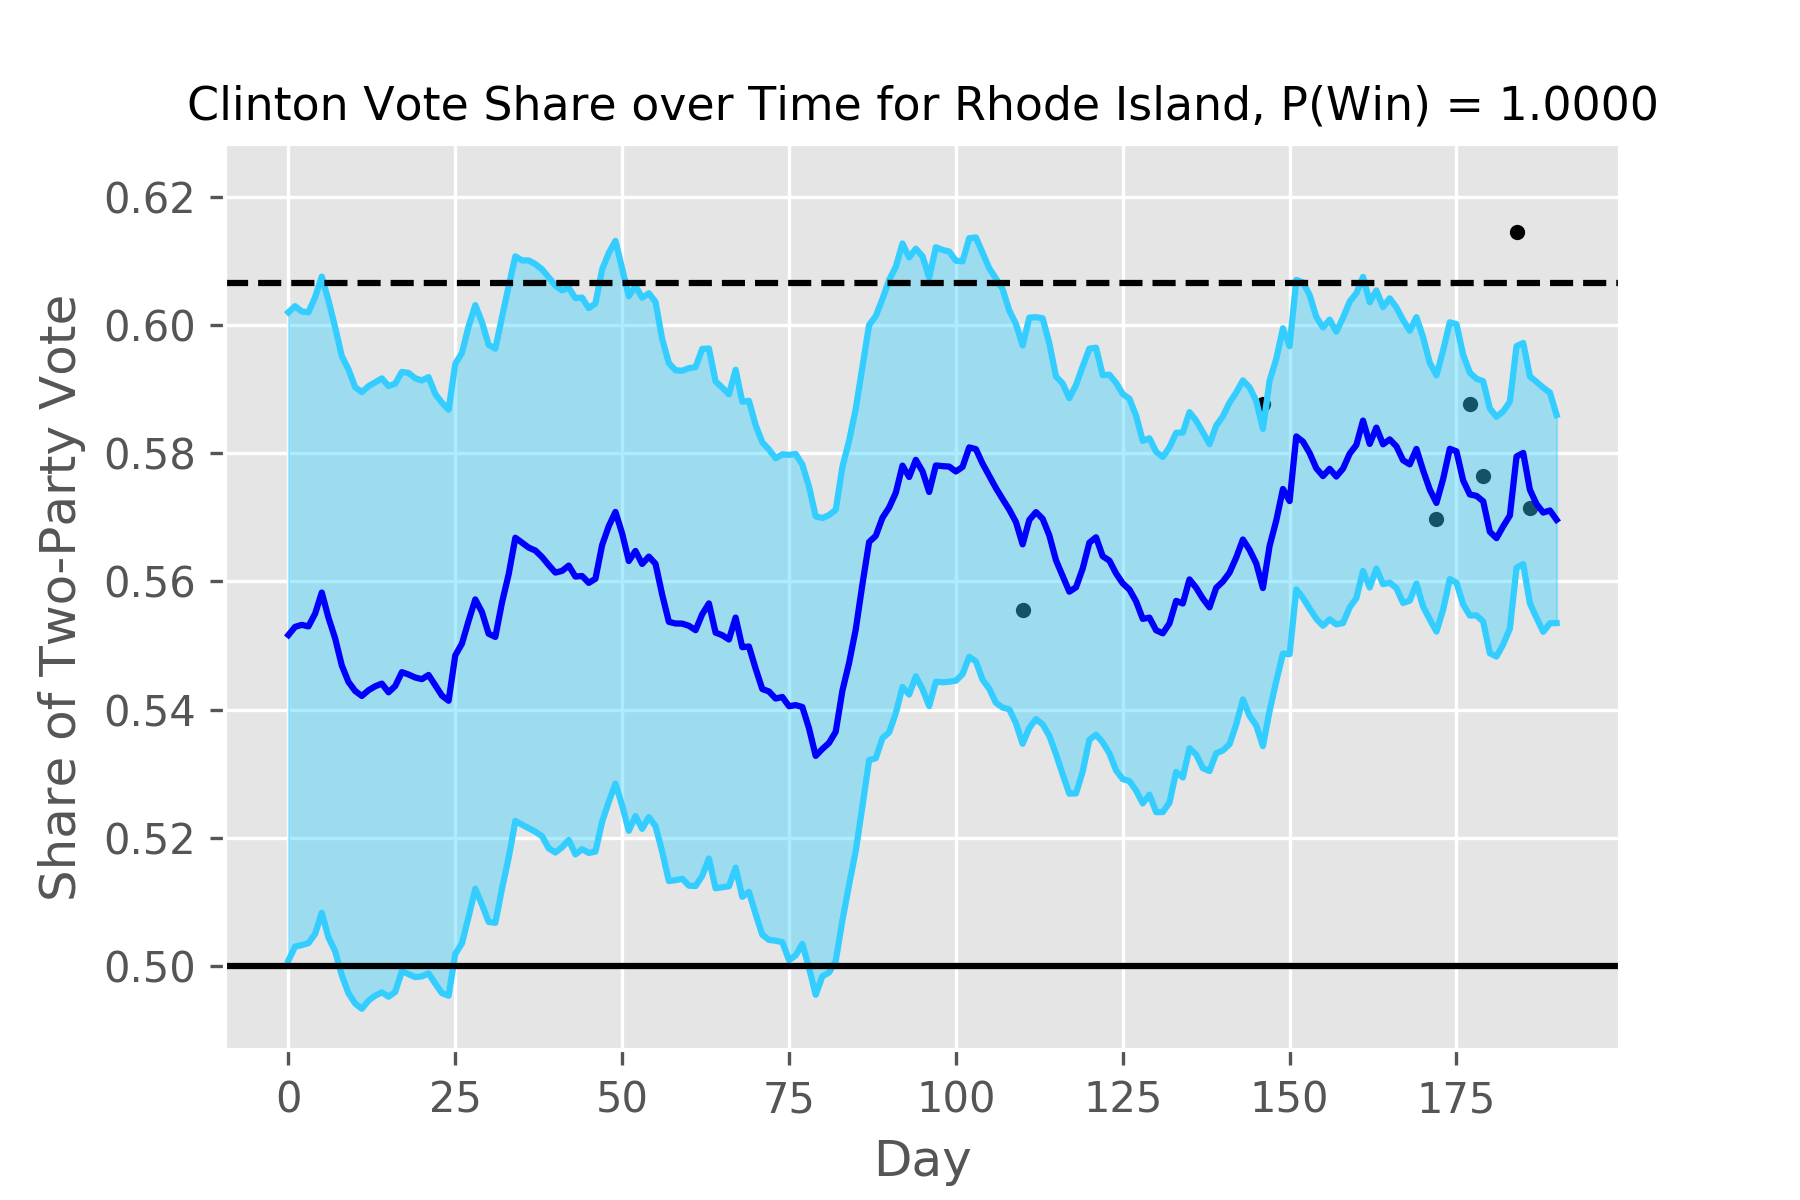 Clinton Vote Share over Time for Rhode Island, P(Win) = 1.0000
0.62
0.60
0.58
0.56
0.54
0.52
0.50
Share of Two-Party Vote
0 25 50 75 100 125 150 175
Day